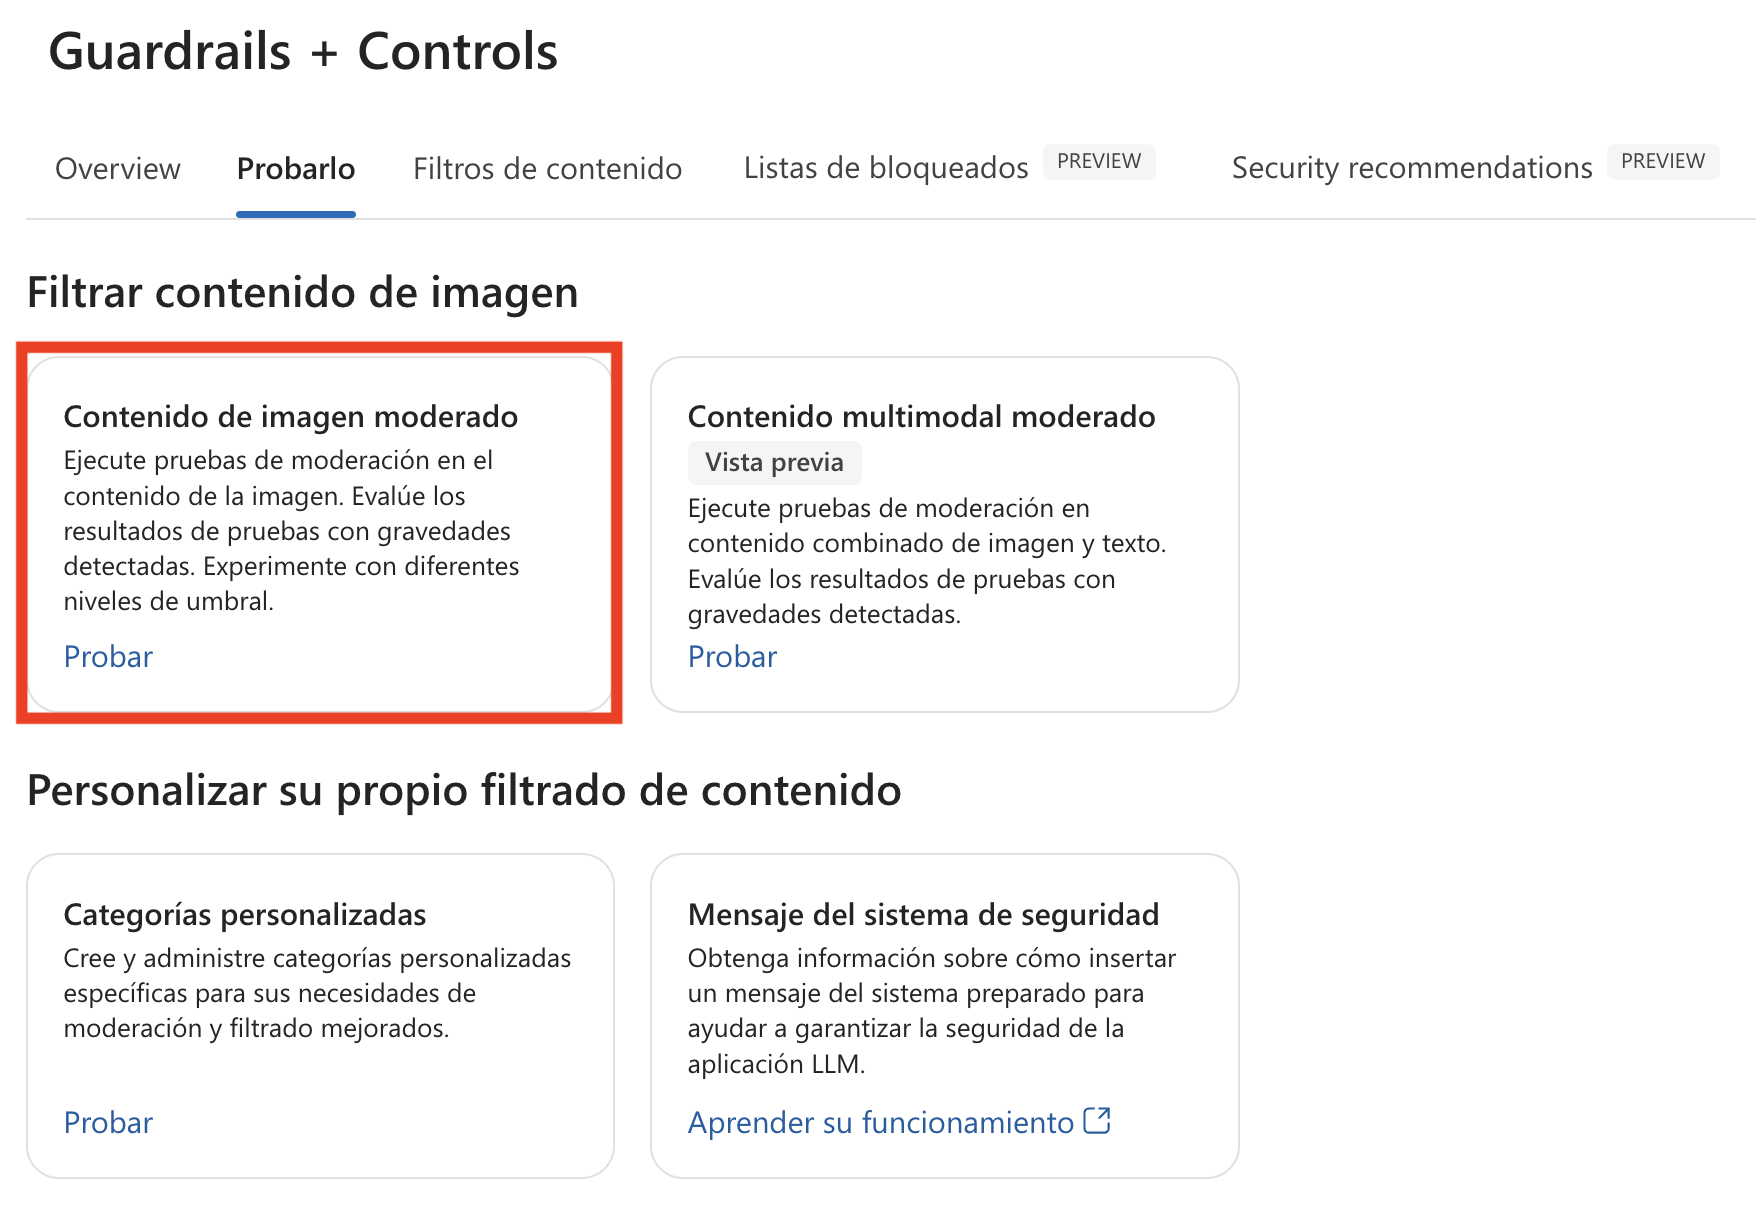 Guardrails + Controls
Overview
Probarlo
Filtros de contenido
Listas de bloqueados PREVIEW
Security recommendations PREVIEW
Filtrar contenido de imagen
Contenido de imagen moderado
Ejecute pruebas de moderación en el
contenido de la imagen. Evalúe los
resultados de pruebas con gravedades
detectadas. Experimente con diferentes
niveles de umbral.
Probar
Contenido multimodal moderado
Vista previa
Ejecute pruebas de moderación en
contenido combinado de imagen y texto.
Evalúe los resultados de pruebas con
gravedades detectadas.
Probar
Personalizar su propio filtrado de contenido
Categorías personalizadas
Cree y administre categorías personalizadas
específicas para sus necesidades de
moderación y filtrado mejorados.
Probar
Mensaje del sistema de seguridad
Obtenga información sobre cómo insertar
un mensaje del sistema preparado para
ayudar a garantizar la seguridad de la
aplicación LLM.
Aprender su funcionamiento